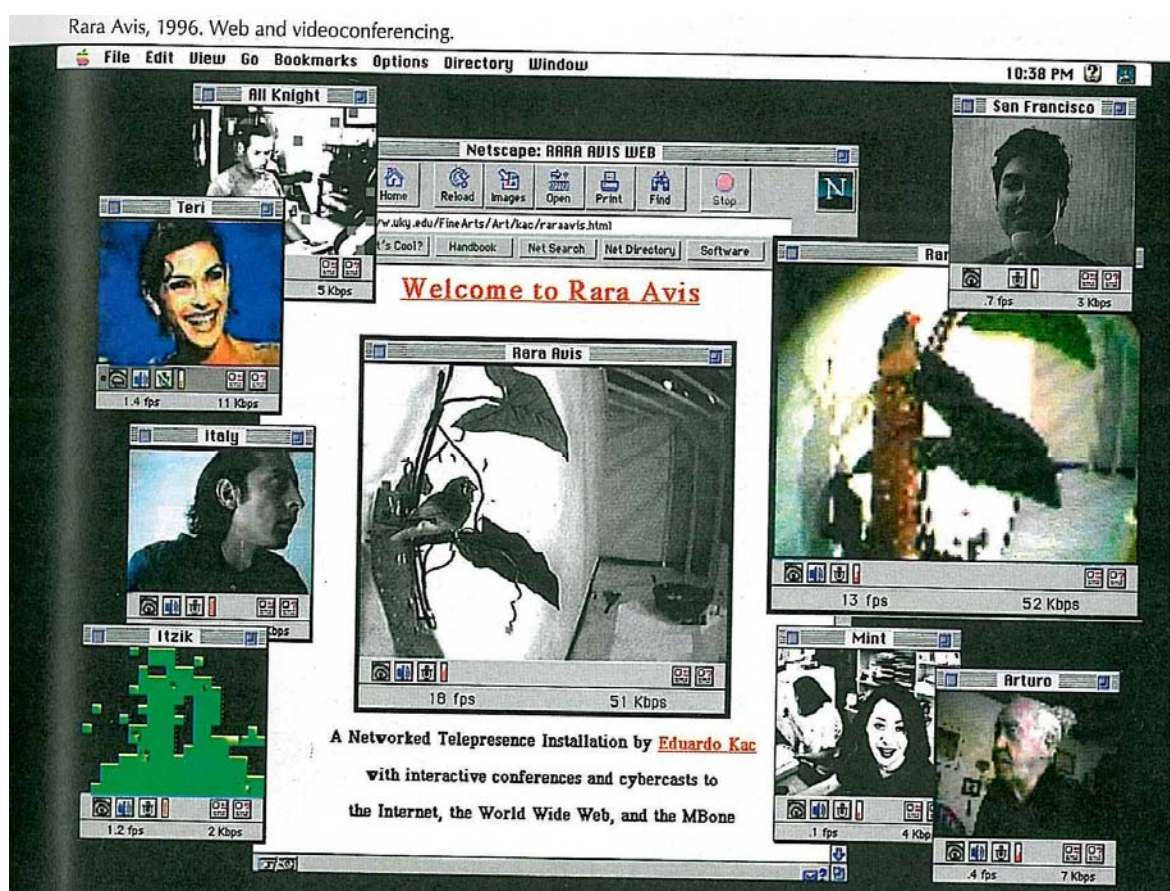 Rara Avis, 1996. Web and videoconferencing.
File Edit View Go Bookmarks Options Directory Window
10:38 PM
All Knight
5 Kbps
San Francisco
.7 fps 3 Kbps
Netscape: RARA AVIS WEB
Home Reload Images Open Print Find Stop
N
w.uky.edu/FineArts/Art/kac/raraavis.html
t's Cool? Handbook Net Search Net Directory Software
Teri
1.4 fps 11 Kbps
Welcome to Rara Avis
Rar
13 fps 52 Kbps
Rara Avis
18 fps 51 Kbps
Italy
Kbps
Itzik
1.2 fps 2 Kbps
Mint
.1 fps 4 Kbps
Arturo
.4 fps 7 Kbps
A Networked Telepresence Installation by Eduardo Kac
with interactive conferences and cybercasts to
the Internet, the World Wide Web, and the MBone